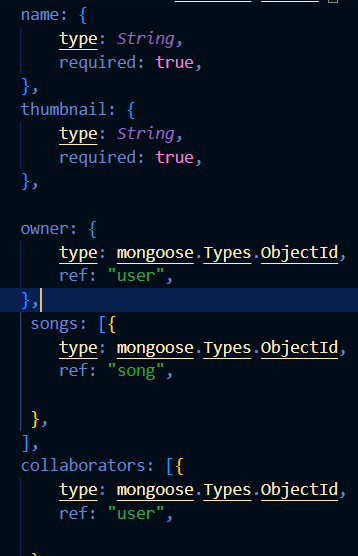 name: {
type: String,
required: true,
},
thumbnail: {
type: String,
required: true,
},
owner: {
type: mongoose.Types.ObjectId,
ref: "user",
},
songs: [{
type: mongoose.Types.ObjectId,
ref: "song",
},
],
collaborators: [{
type: mongoose.Types.ObjectId,
ref: "user",